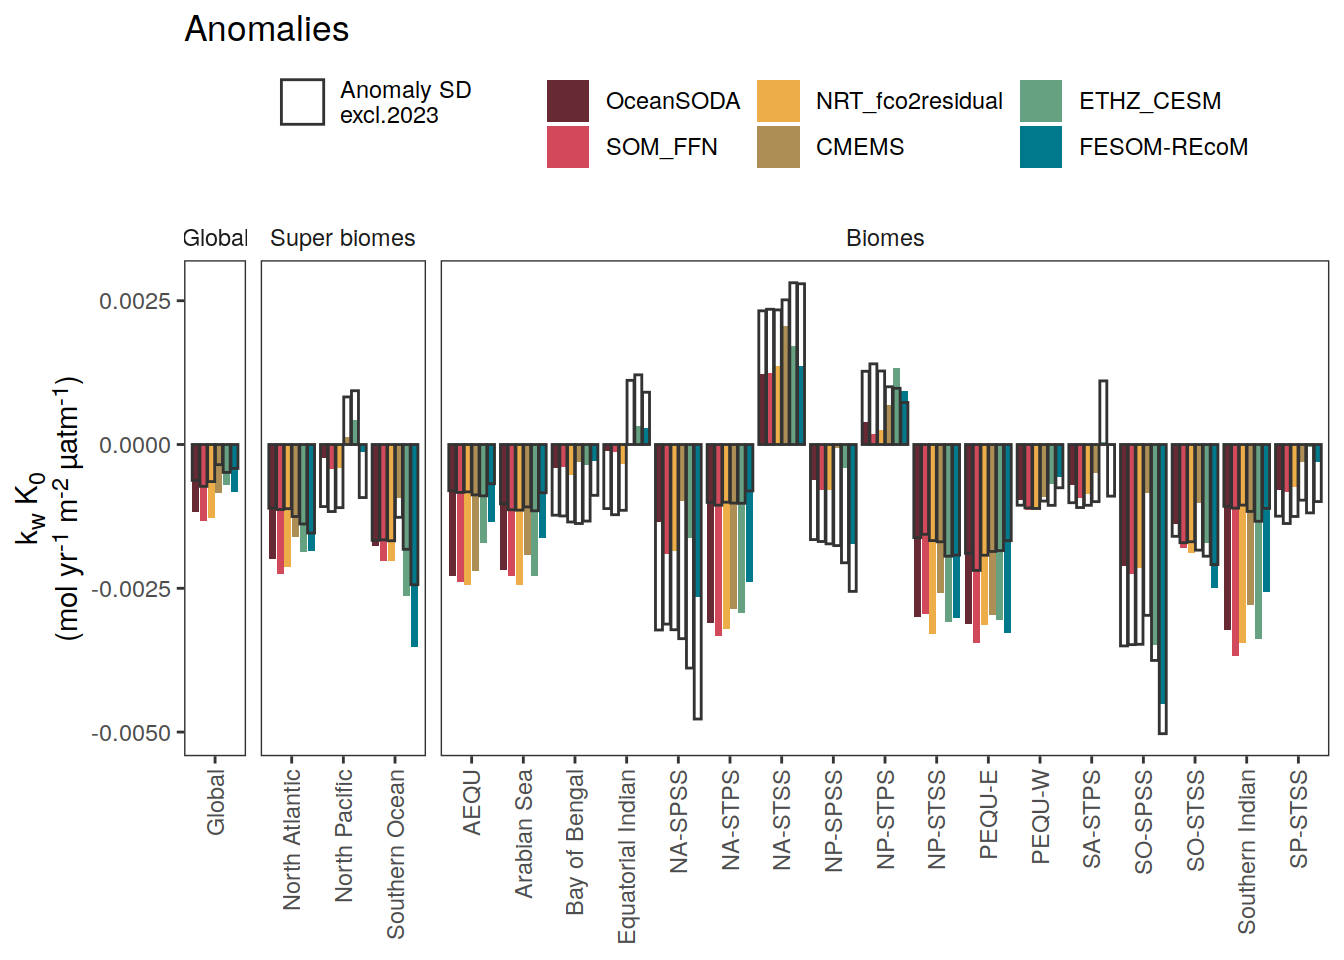 Anomalies
Anomaly SD
excl.2023
OceanSODA
NRT_fco2residual
ETHZ_CESM
SOM_FFN
CMEMS
FESOM-REcoM
Global
Super biomes
Biomes
kw K0
(mol yr-1 m-2 µatm-1)
0.0025
0.0000
-0.0025
-0.0050
Global
North Atlantic
North Pacific
Southern Ocean
AEQU
Arabian Sea
Bay of Bengal
Equatorial Indian
NA-SPSS
NA-STPS
NA-STSS
NP-SPSS
NP-STPS
NP-STSS
PEQU-E
PEQU-W
SA-STPS
SO-SPSS
SO-STSS
Southern Indian
SP-STSS